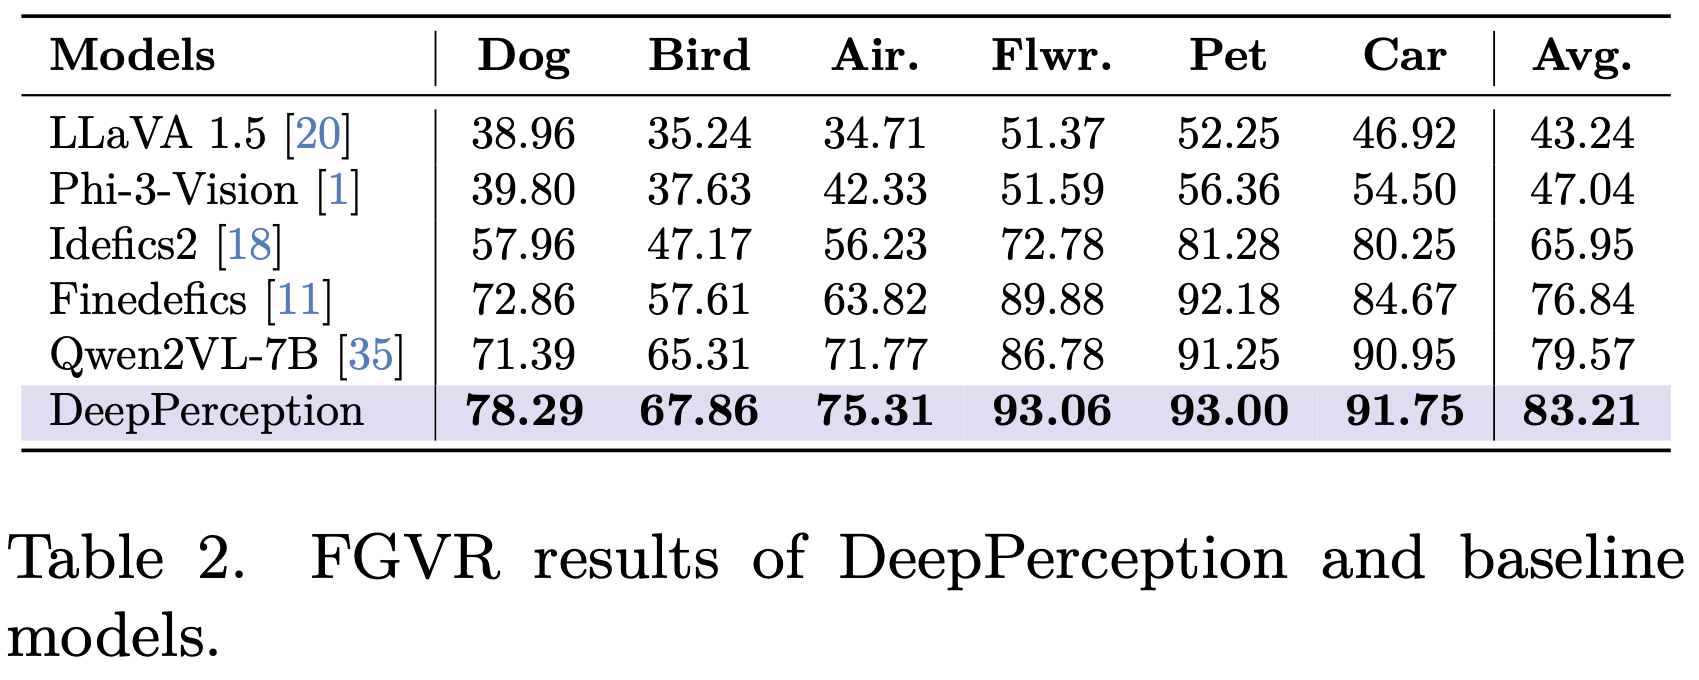 Models Dog Bird Air. Flwr. Pet Car Avg.
LLaVA 1.5 [20] 38.96 35.24 34.71 51.37 52.25 46.92 43.24
Phi-3-Vision [1] 39.80 37.63 42.33 51.59 56.36 54.50 47.04
Idefics2 [18] 57.96 47.17 56.23 72.78 81.28 80.25 65.95
Finedefics [11] 72.86 57.61 63.82 89.88 92.18 84.67 76.84
Qwen2VL-7B [35] 71.39 65.31 71.77 86.78 91.25 90.95 79.57
DeepPerception 78.29 67.86 75.31 93.06 93.00 91.75 83.21
Table 2. FGVR results of DeepPerception and baseline
models.